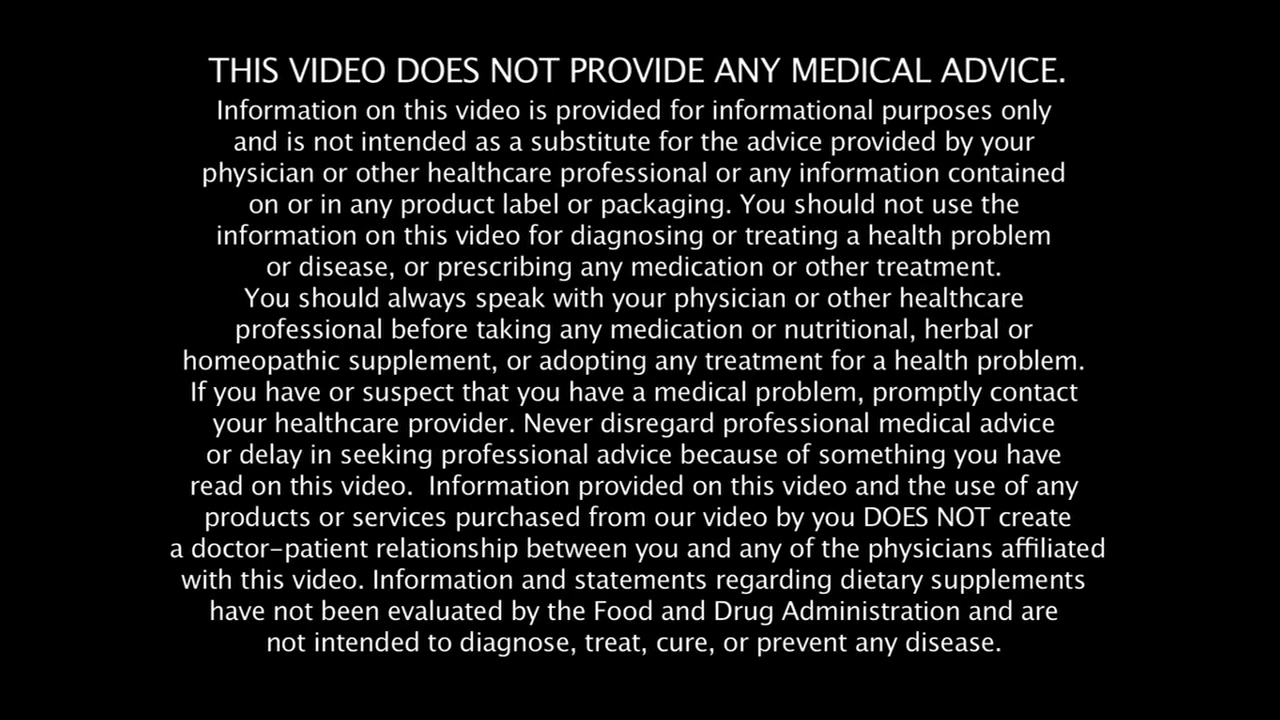 THIS VIDEO DOES NOT PROVIDE ANY MEDICAL ADVICE.
Information on this video is provided for informational purposes only
and is not intended as a substitute for the advice provided by your
physician or other healthcare professional or any information contained
on or in any product label or packaging. You should not use the
information on this video for diagnosing or treating a health problem
or disease, or prescribing any medication or other treatment.
You should always speak with your physician or other healthcare
professional before taking any medication or nutritional, herbal or
homeopathic supplement, or adopting any treatment for a health problem.
If you have or suspect that you have a medical problem, promptly contact
your healthcare provider. Never disregard professional medical advice
or delay in seeking professional advice because of something you have
read on this video.  Information provided on this video and the use of any
products or services purchased from our video by you DOES NOT create
a doctor-patient relationship between you and any of the physicians affiliated
with this video. Information and statements regarding dietary supplements
have not been evaluated by the Food and Drug Administration and are
not intended to diagnose, treat, cure, or prevent any disease.